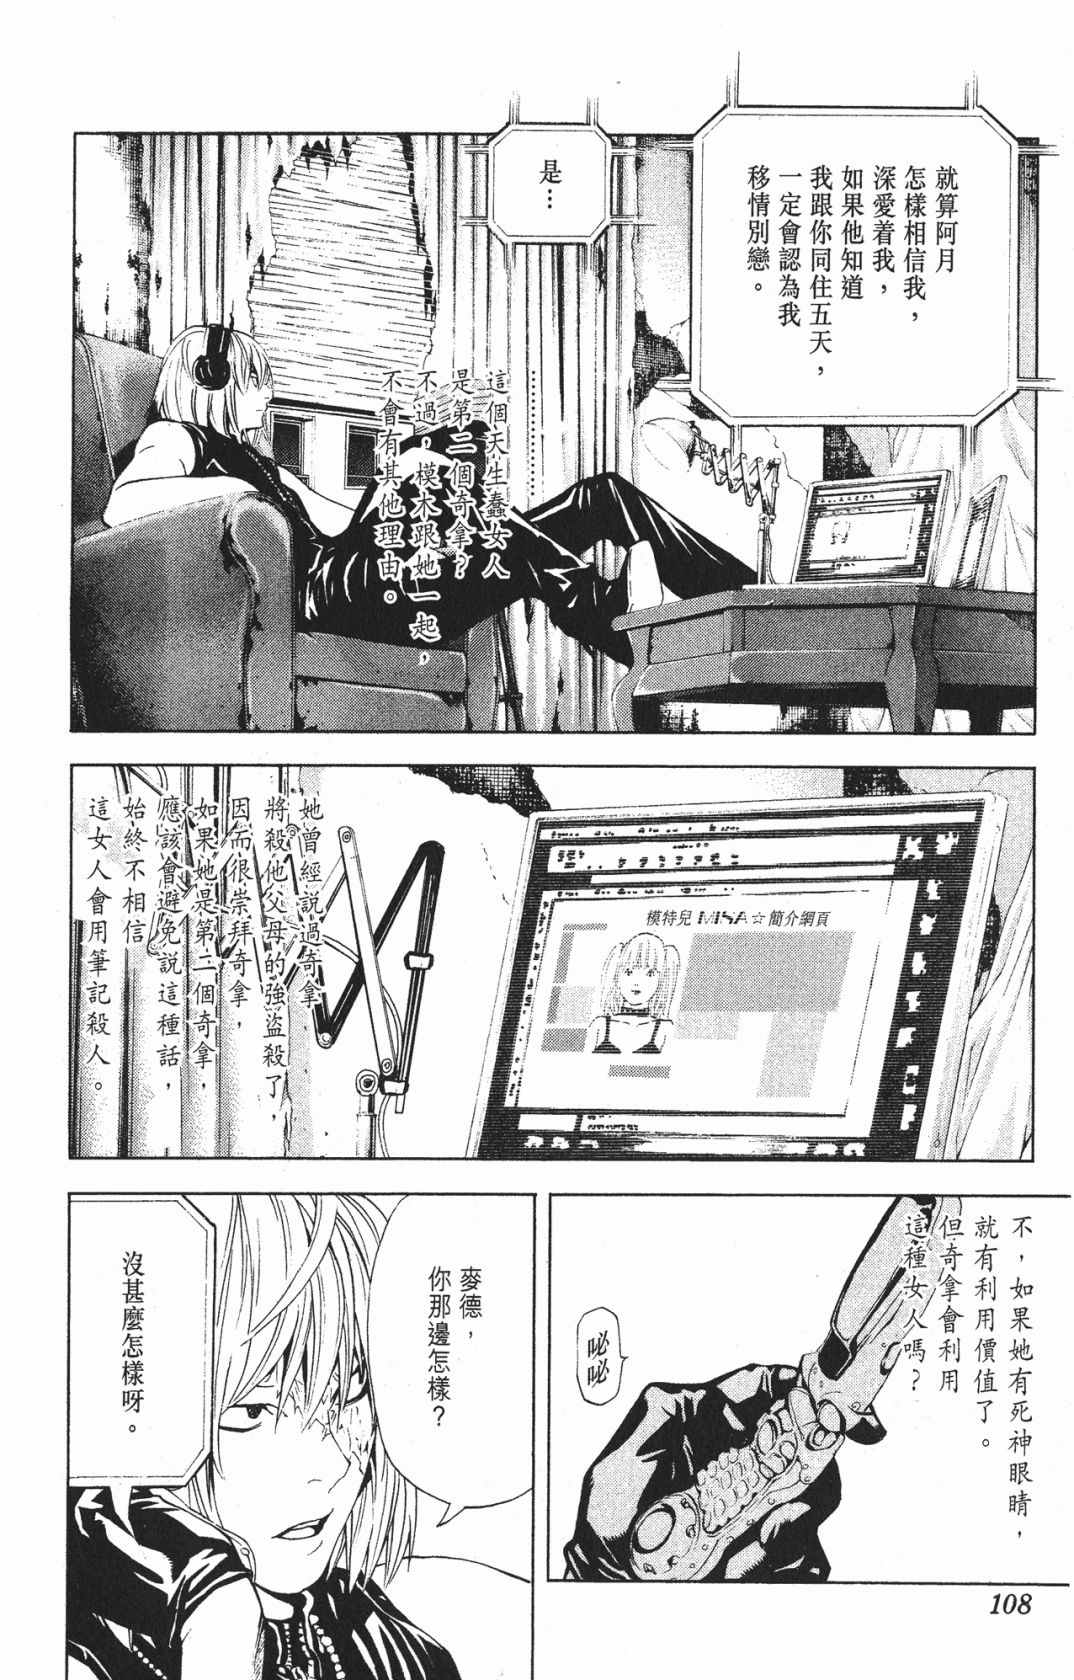 就算阿月
怎樣相信我，
深愛着我，
如果他知道
我跟你同住五天，
一定會認為我
移情別戀。
是…
………
這個天生蠢女人
是第二個奇拿？
不過，模木跟她一起，
不會有其他理由。
她曾經說過奇拿
將殺他父母的強盜殺了，
因而很崇拜奇拿，
如果她是第二個奇拿，
應該會避免說這種話，
始終不相信
這女人會用筆記殺人。
模特兒 MISA☆簡介網頁
不，如果她有死神眼睛，
就有利用價值了。
但奇拿會利用
這種女人嗎？
嘟嘟
麥德，
你那邊怎樣？
沒甚麼怎樣呀。
108